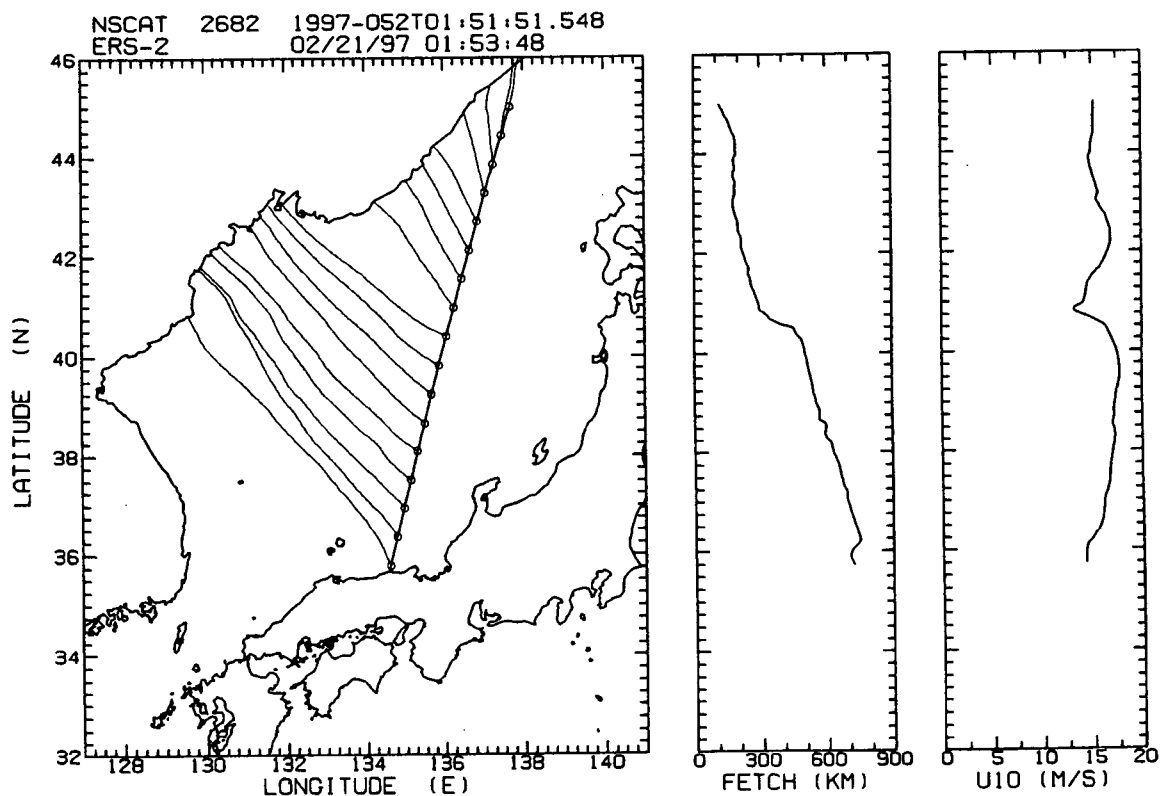 NSCAT 2682 1997-052T01:51:51.548
ERS-2 02/21/97 01:53:48
46
44
42
40
38
36
34
32
LATITUDE (N)
128 130 132 134 136 138 140
LONGITUDE (E)
0 300 600 900
FETCH (KM)
0 5 10 15 20
U10 (M/S)